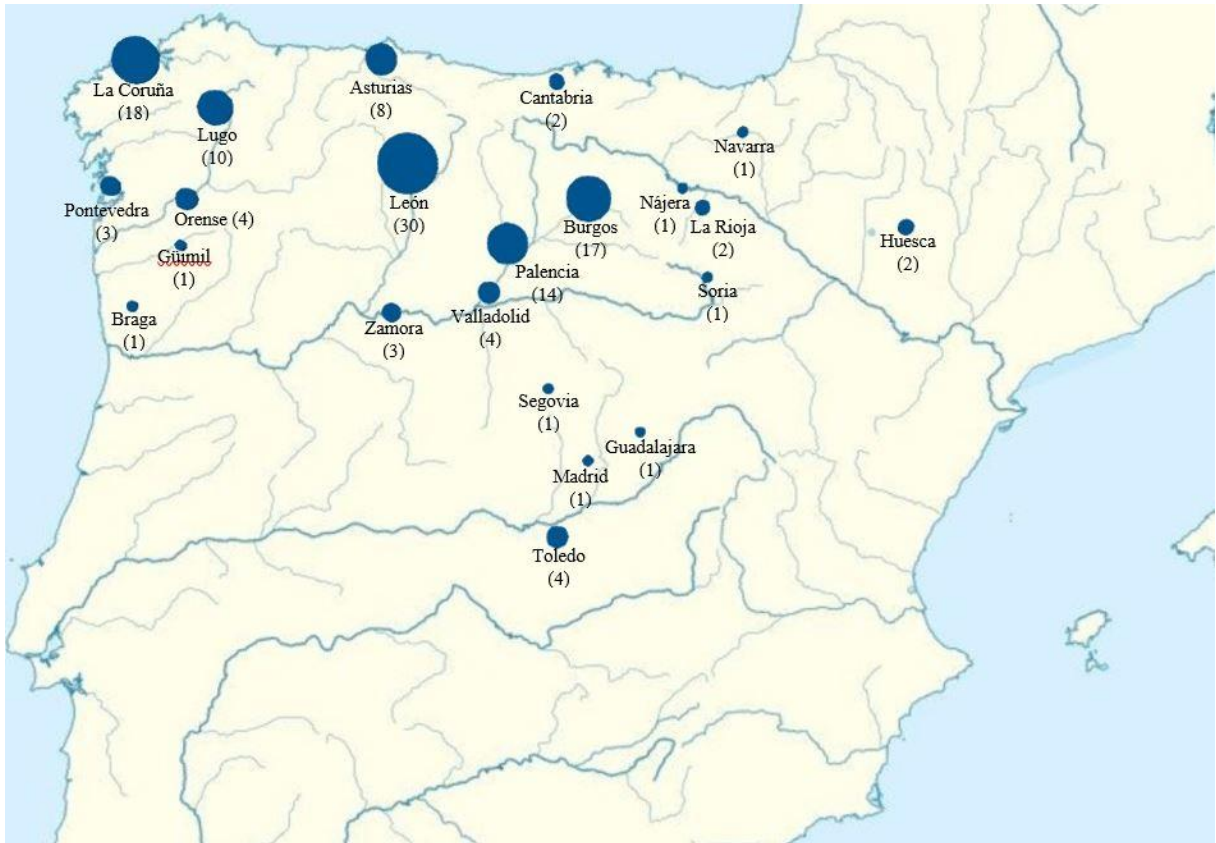 La Coruña
(18)
Asturias
(8)
Cantabria
(2)
Lugo
(10)
Navarra
(1)
León
(30)
Pontevedra
(3)
Orense (4)
Burgos
(17)
Nájera
(1)
La Rioja
(2)
Huesca
(2)
Güimil
(1)
Palencia
(14)
Soria
(1)
Braga
(1)
Zamora
(3)
Valladolid
(4)
Segovia
(1)
Guadalajara
(1)
Madrid
(1)
Toledo
(4)